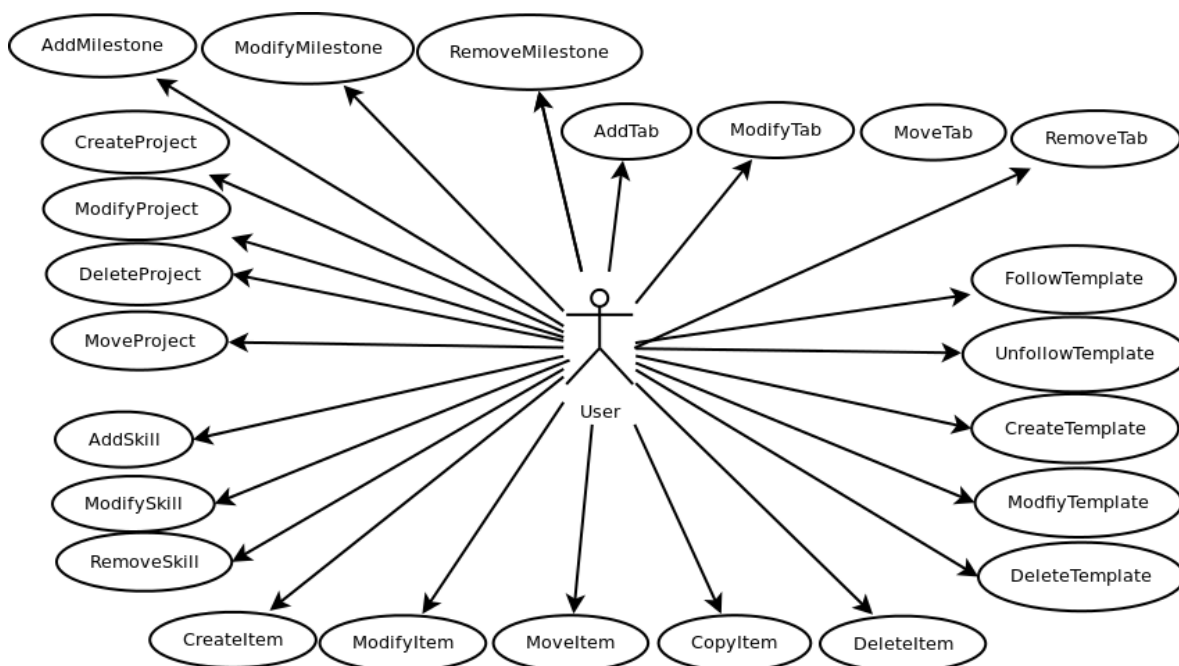 AddMilestone
ModifyMilestone
RemoveMilestone
AddTab
ModifyTab
MoveTab
RemoveTab
CreateProject
ModifyProject
DeleteProject
MoveProject
FollowTemplate
UnfollowTemplate
CreateTemplate
ModfiyTemplate
DeleteTemplate
User
AddSkill
ModifySkill
RemoveSkill
CreateItem
ModifyItem
MoveItem
CopyItem
DeleteItem